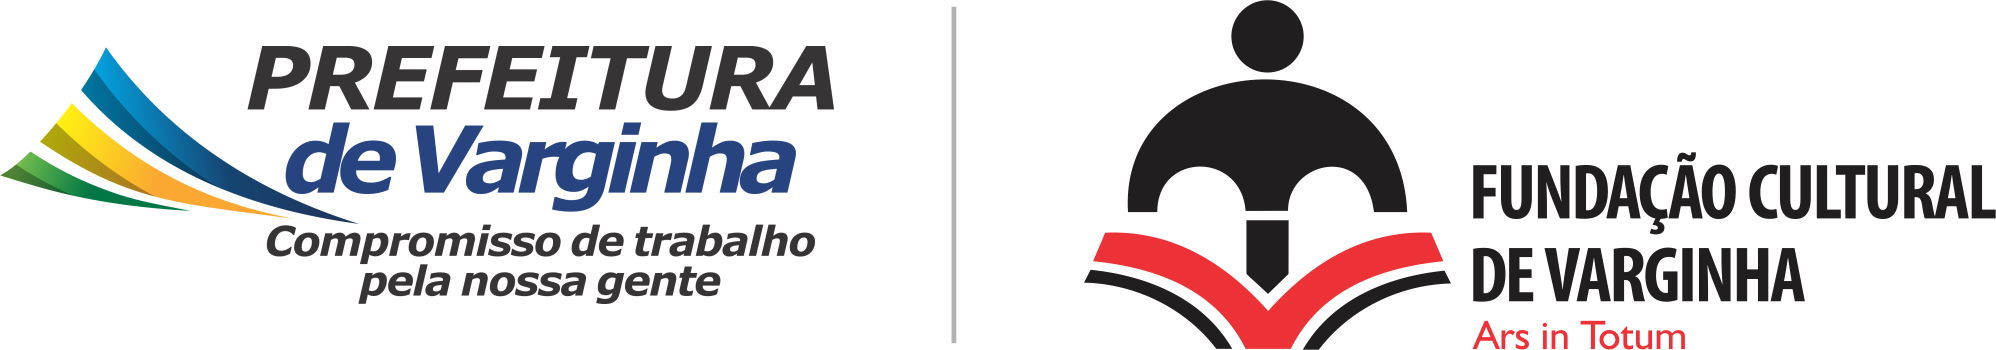 PREFEITURA
de Varginha
Compromisso de trabalho
pela nossa gente
FUNDAÇÃO CULTURAL
DE VARGINHA
Ars in Totum